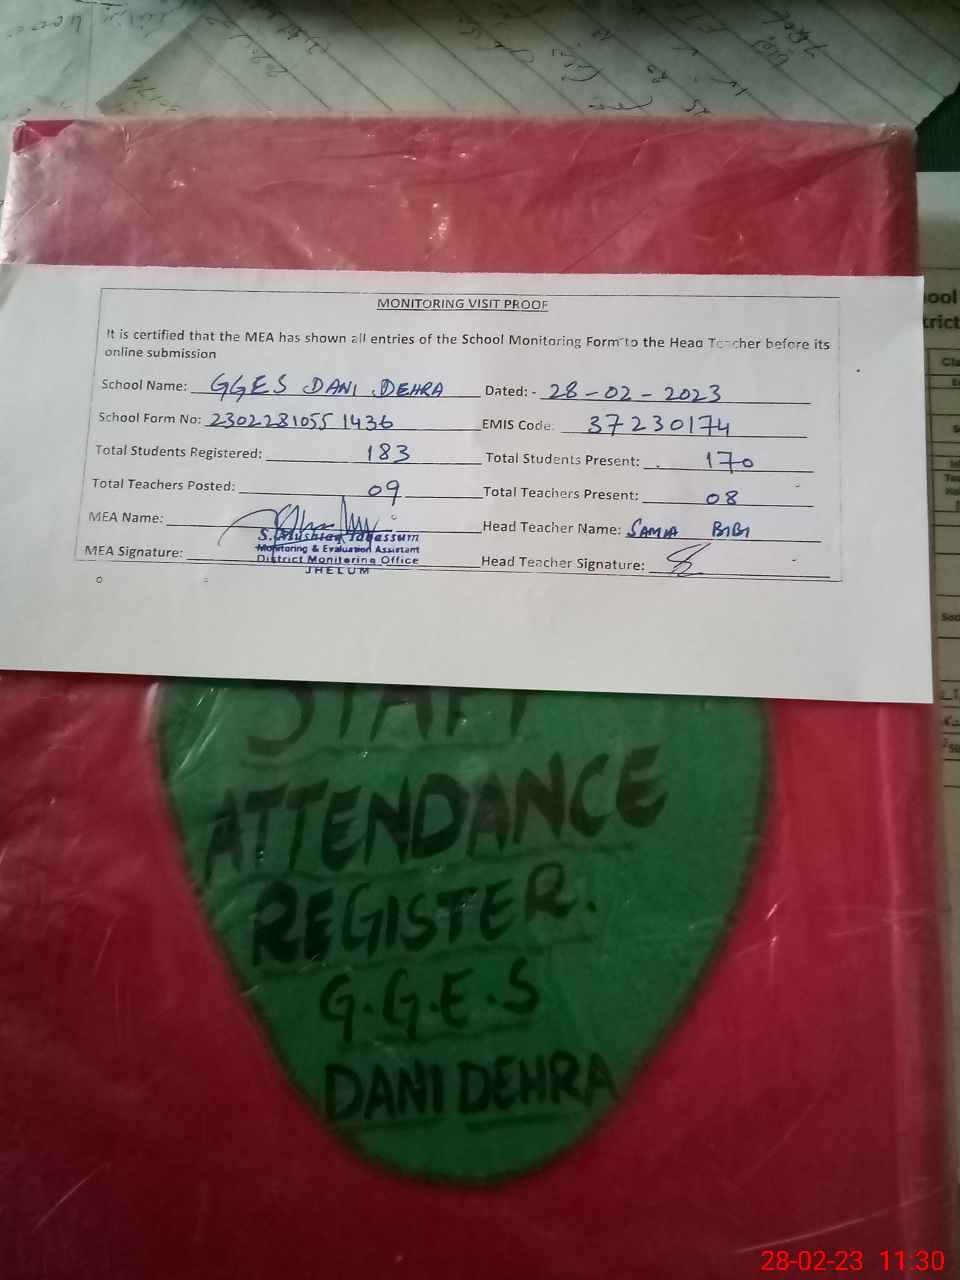 MONITORING VISIT PROOF
It is certified that the MEA has shown all entries of the School Monitoring Form to the Head Teacher before its
online submission
School Name: GGES DANI DEHRA Dated: - 28-02-2023
School Form No: 23022810551436 EMIS Code: 37230174
Total Students Registered: 183 Total Students Present: 170
Total Teachers Posted: 09 Total Teachers Present: 08
MEA Name: Head Teacher Name: SAMIA BIBI
S. Mushtaq Tabassum
Monitoring & Evaluation Assistant
MEA Signature: District Monitoring Office Head Teacher Signature:
JHELUM
STAFF
ATTENDANCE
REGISTER.
G.G.E.S
DANI DEHRA
28-02-23 11:30